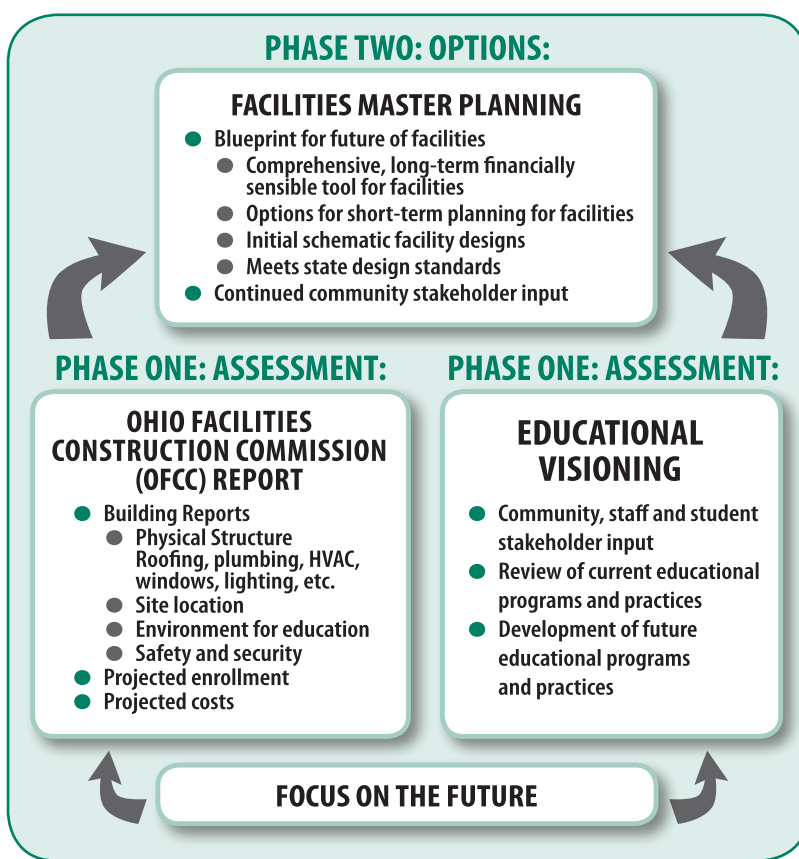 PHASE TWO: OPTIONS:
FACILITIES MASTER PLANNING
Blueprint for future of facilities
Comprehensive, long-term financially
sensible tool for facilities
Options for short-term planning for facilities
Initial schematic facility designs
Meets state design standards
Continued community stakeholder input
PHASE ONE: ASSESSMENT:
OHIO FACILITIES
CONSTRUCTION COMMISSION
(OFCC) REPORT
Building Reports
Physical Structure
Roofing, plumbing, HVAC,
windows, lighting, etc.
Site location
Environment for education
Safety and security
Projected enrollment
Projected costs
PHASE ONE: ASSESSMENT:
EDUCATIONAL
VISIONING
Community, staff and student
stakeholder input
Review of current educational
programs and practices
Development of future
educational programs
and practices
FOCUS ON THE FUTURE